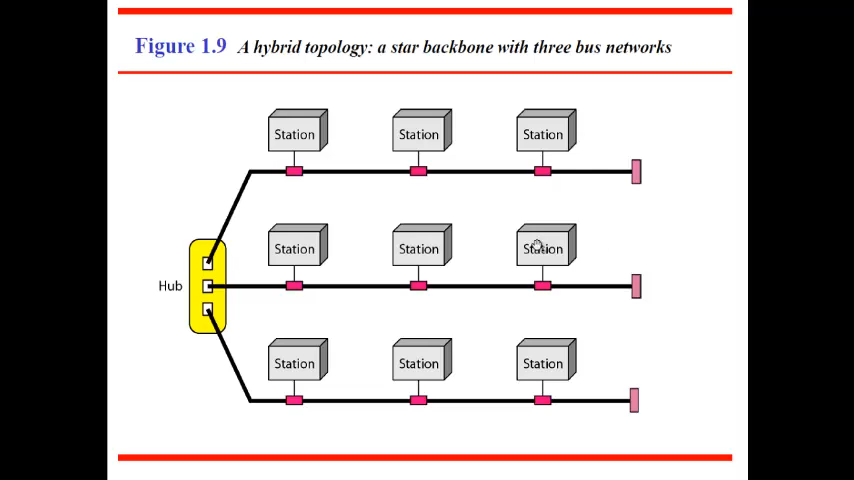 Figure 1.9 A hybrid topology: a star backbone with three bus networks
Station Station Station
Station Station Station
Hub
Station Station Station